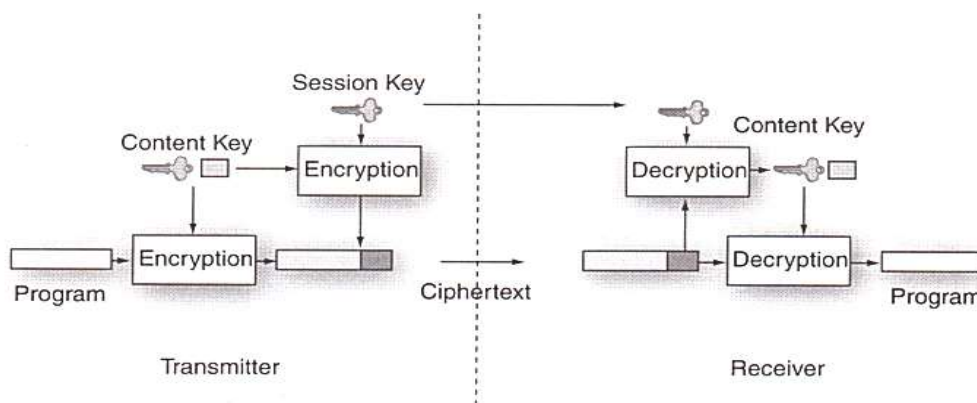 Session Key
Content Key
Encryption
Encryption
Program
Transmitter
Ciphertext
Content Key
Decryption
Decryption
Program
Receiver